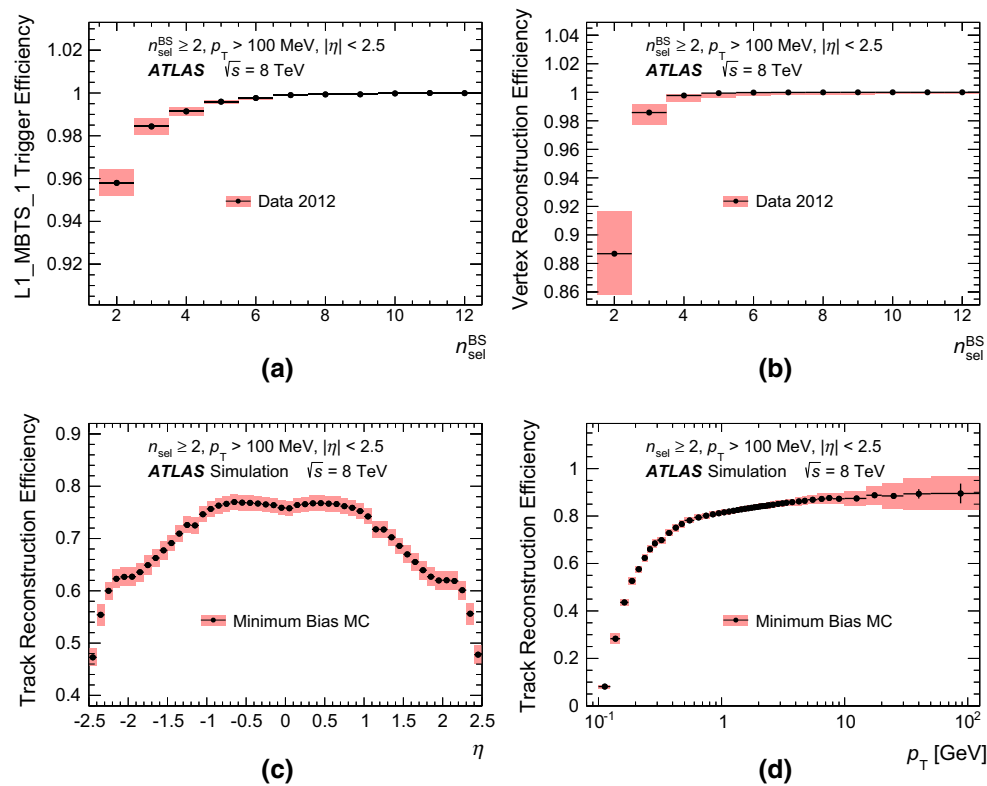 L1_MBTS_1 Trigger Efficiency
1.02
1
0.98
0.96
0.94
0.92
n_sel^BS ≥ 2, p_T > 100 MeV, |η| < 2.5
ATLAS √s = 8 TeV
Data 2012
2 4 6 8 10 12
n_sel^BS
(a)
Vertex Reconstruction Efficiency
1.04
1.02
1
0.98
0.96
0.94
0.92
0.9
0.88
0.86
n_sel^BS ≥ 2, p_T > 100 MeV, |η| < 2.5
ATLAS √s = 8 TeV
Data 2012
2 4 6 8 10 12
n_sel^BS
(b)
Track Reconstruction Efficiency
0.9
0.8
0.7
0.6
0.5
0.4
n_sel ≥ 2, p_T > 100 MeV, |η| < 2.5
ATLAS Simulation √s = 8 TeV
Minimum Bias MC
-2.5 -2 -1.5 -1 -0.5 0 0.5 1 1.5 2 2.5
η
(c)
Track Reconstruction Efficiency
1
0.8
0.6
0.4
0.2
0
n_sel ≥ 2, p_T > 100 MeV, |η| < 2.5
ATLAS Simulation √s = 8 TeV
Minimum Bias MC
10⁻¹ 1 10 10²
p_T [GeV]
(d)